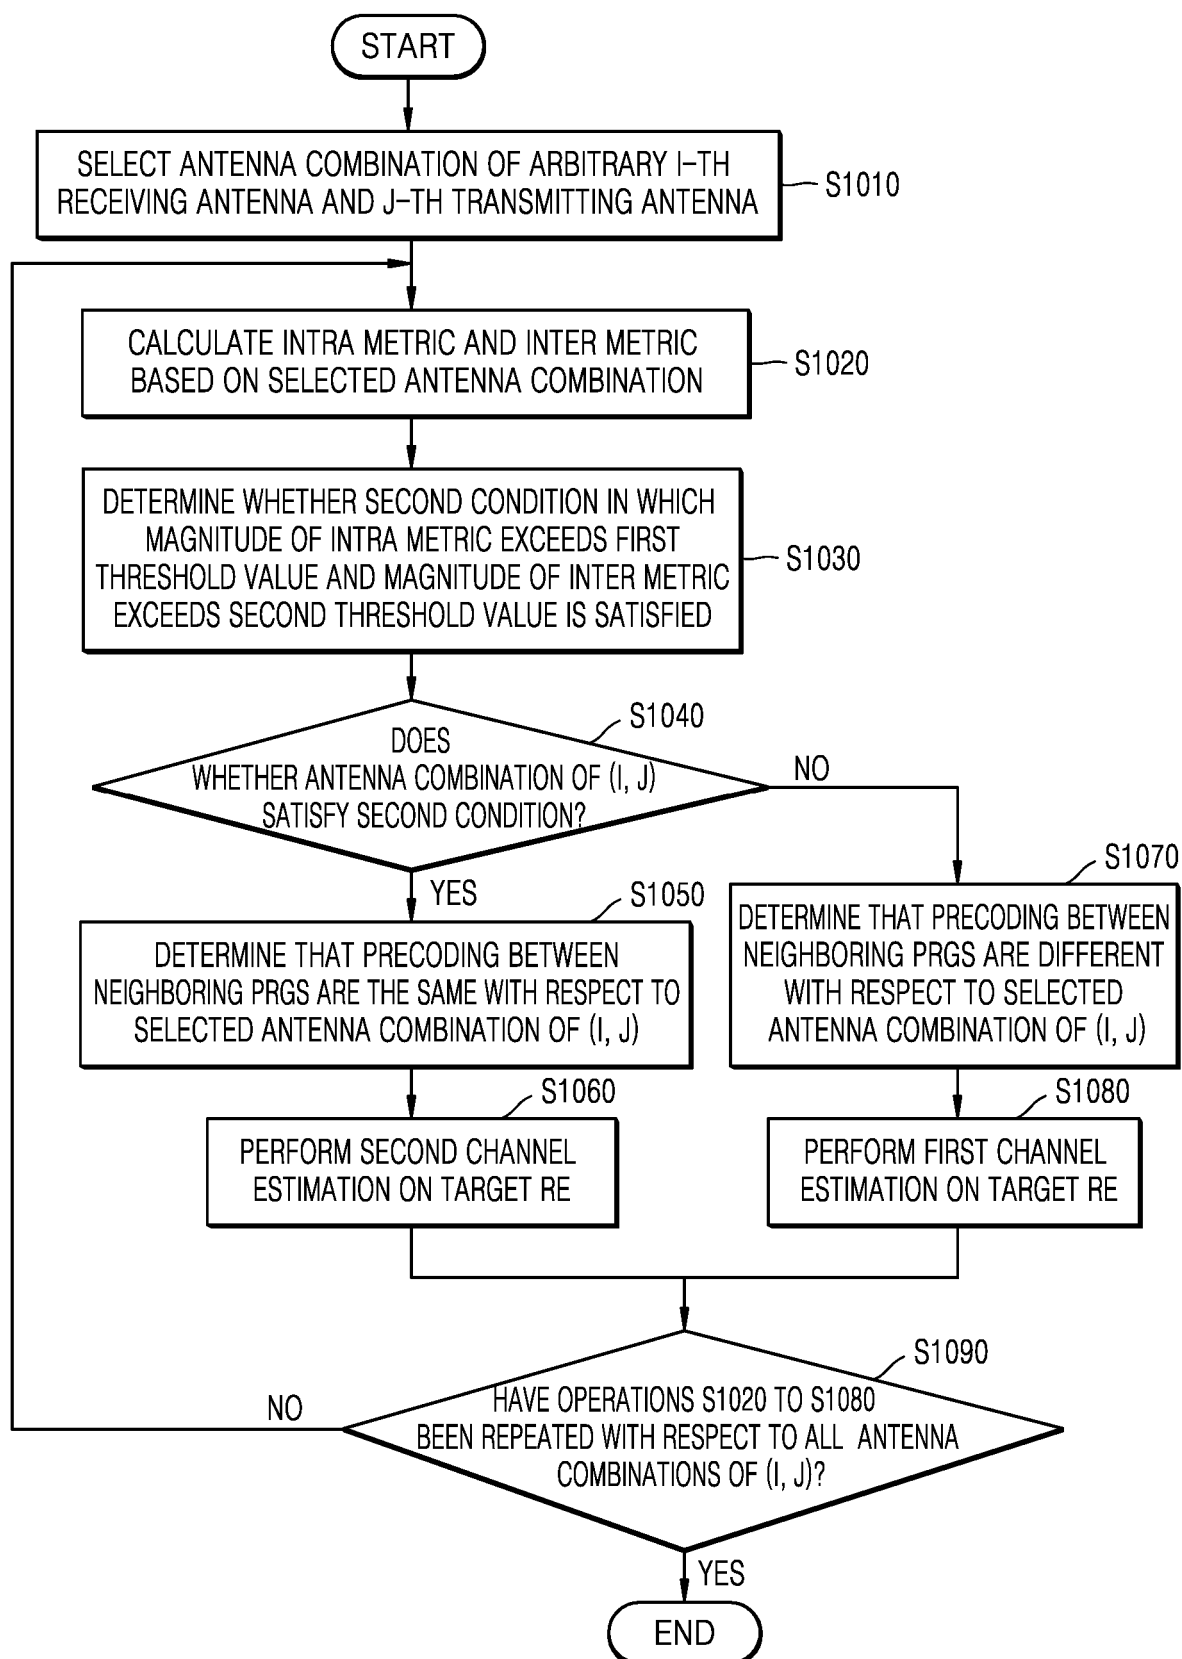 START
SELECT ANTENNA COMBINATION OF ARBITRARY I-TH
RECEIVING ANTENNA AND J-TH TRANSMITTING ANTENNA
S1010
CALCULATE INTRA METRIC AND INTER METRIC
BASED ON SELECTED ANTENNA COMBINATION
S1020
DETERMINE WHETHER SECOND CONDITION IN WHICH
MAGNITUDE OF INTRA METRIC EXCEEDS FIRST
THRESHOLD VALUE AND MAGNITUDE OF INTER METRIC
EXCEEDS SECOND THRESHOLD VALUE IS SATISFIED
S1030
S1040
DOES
WHETHER ANTENNA COMBINATION OF (I, J)
SATISFY SECOND CONDITION?
NO
YES
S1050
DETERMINE THAT PRECODING BETWEEN
NEIGHBORING PRGS ARE THE SAME WITH RESPECT TO
SELECTED ANTENNA COMBINATION OF (I, J)
S1070
DETERMINE THAT PRECODING BETWEEN
NEIGHBORING PRGS ARE DIFFERENT
WITH RESPECT TO SELECTED
ANTENNA COMBINATION OF (I, J)
S1060
PERFORM SECOND CHANNEL
ESTIMATION ON TARGET RE
S1080
PERFORM FIRST CHANNEL
ESTIMATION ON TARGET RE
S1090
HAVE OPERATIONS S1020 TO S1080
BEEN REPEATED WITH RESPECT TO ALL ANTENNA
COMBINATIONS OF (I, J)?
NO
YES
END